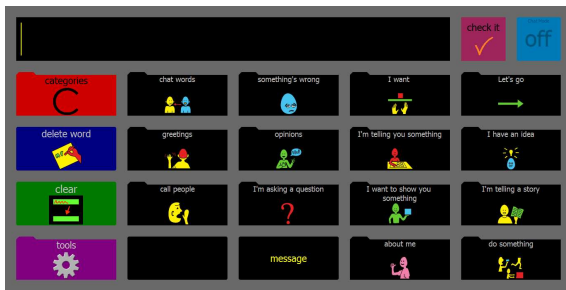 check it
off
categories
C
chat words
something's wrong
I want
Let's go
delete word
greetings
opinions
I'm telling you something
I have an idea
clear
call people
I'm asking a question
?
I want to show you
something
I'm telling a story
tools
message
about me
do something